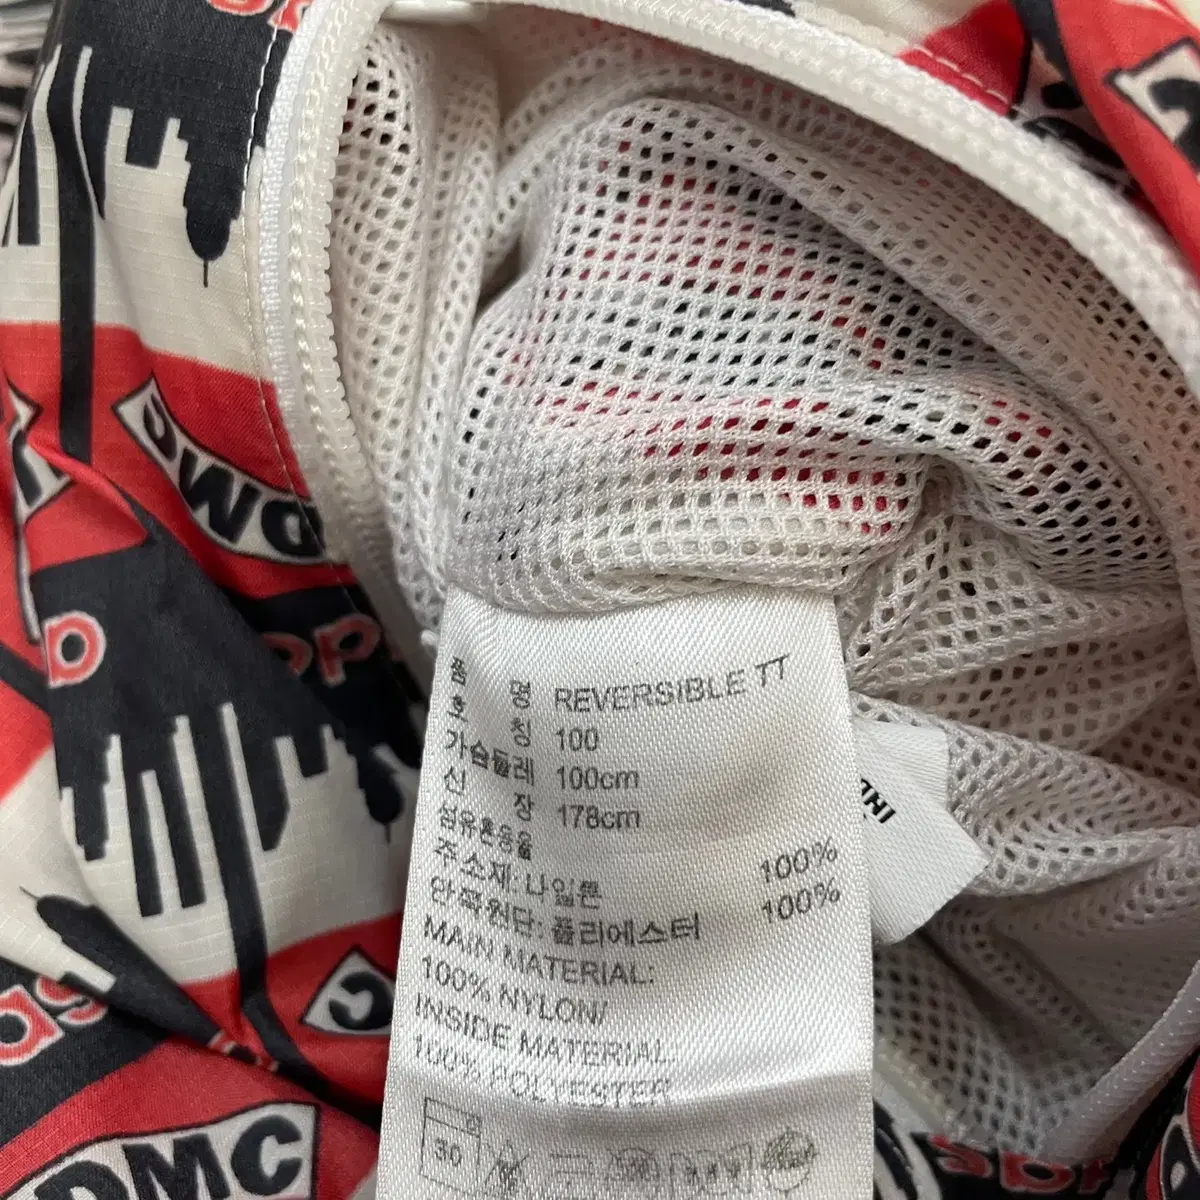 품 명 REVERSIBLE TT
호 칭 100
가슴둘레 100cm
신 장 178cm
섬유혼용율
주소재: 나일론 100%
안쪽원단: 폴리에스터 100%
MAIN MATERIAL:
100% NYLON/
INSIDE MATERIAL:
100% POLYESTER
30
DMC
DMC